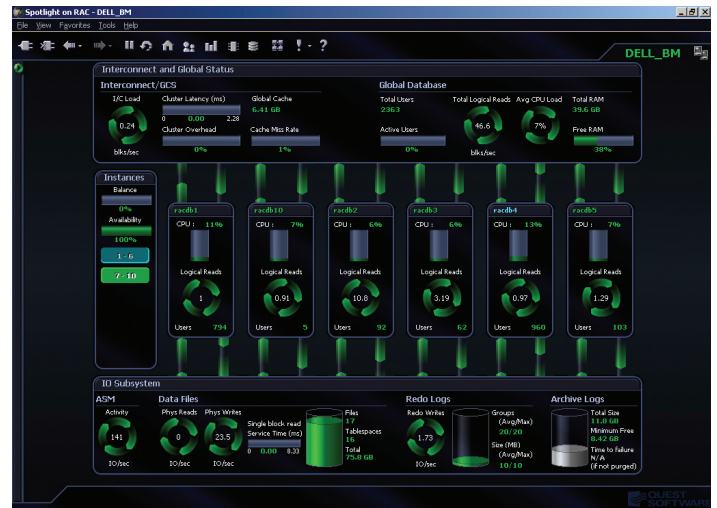 Spotlight on RAC - DELL_BM
File View Favorites Tools Help
DELL_BM
Interconnect and Global Status
Interconnect/GCS
Global Database
I/C Load
Cluster Latency (ms)
Global Cache
Total Users
Total Logical Reads
Avg CPU Load
Total RAM
6.41 GB
2363
39.6 GB
0.24
0 0.00 2.28
46.6
7%
Cluster Overhead
Cache Miss Rate
Active Users
Free RAM
0%
1%
0%
38%
blks/sec
blks/sec
Instances
Balance
0%
Availability
100%
1 - 6
7 - 10
racdb1
CPU : 11%
Logical Reads
1
Users 794
racdb10
CPU : 7%
Logical Reads
0.91
Users 5
racdb2
CPU : 6%
Logical Reads
10.8
Users 92
racdb3
CPU : 6%
Logical Reads
3.19
Users 62
racdb4
CPU : 13%
Logical Reads
0.97
Users 960
racdb5
CPU : 7%
Logical Reads
1.29
Users 103
IO Subsystem
ASM
Activity
141
IO/sec
Data Files
Phys Reads
0
IO/sec
Phys Writes
23.5
IO/sec
Single block read
Service Time (ms)
0 0.00 0.33
Files
17
Tablespaces
16
Total
75.8 GB
Redo Logs
Redo Writes
1.73
IO/sec
Groups
(Avg/Max)
20/20
Size (MB)
(Avg/Max)
10/10
Archive Logs
Total Size
11.8 GB
Minimum Free
8.42 GB
Time to failure
N/A
(if not purged)
QUEST
SOFTWARE